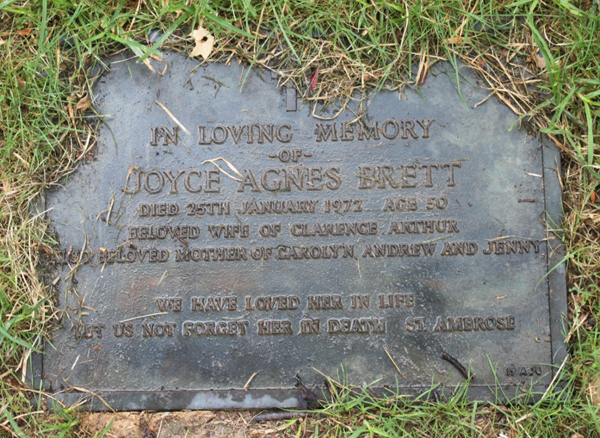 IN LOVING MEMORY
-OF-
JOYCE AGNES BRETT
DIED 25TH JANUARY 1977 AGE 50
BELOVED WIFE OF CLARENCE ARTHUR
BELOVED MOTHER OF CAROLYN, ANDREW AND JENNY
WE HAVE LOVED HER IN LIFE
LET US NOT FORGET HER IN DEATH ST. AMBROSE